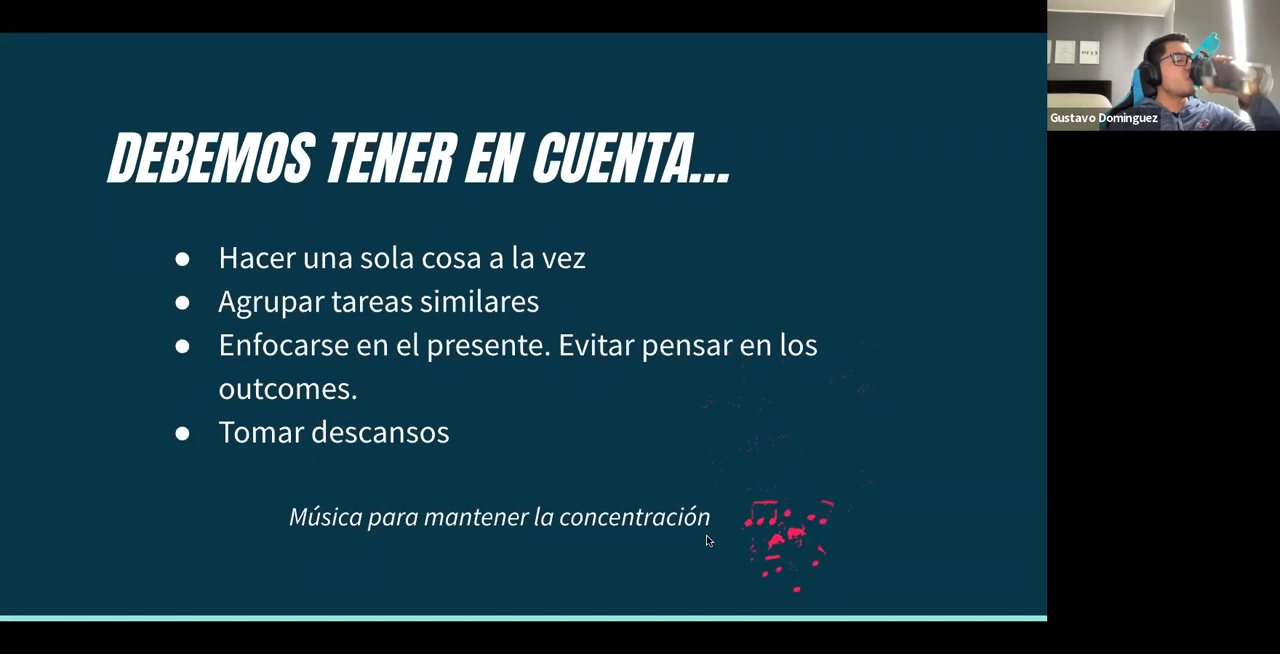 DEBEMOS TENER EN CUENTA...
● Hacer una sola cosa a la vez
● Agrupar tareas similares
● Enfocarse en el presente. Evitar pensar en los
outcomes.
● Tomar descansos
Música para mantener la concentración
Gustavo Dominguez